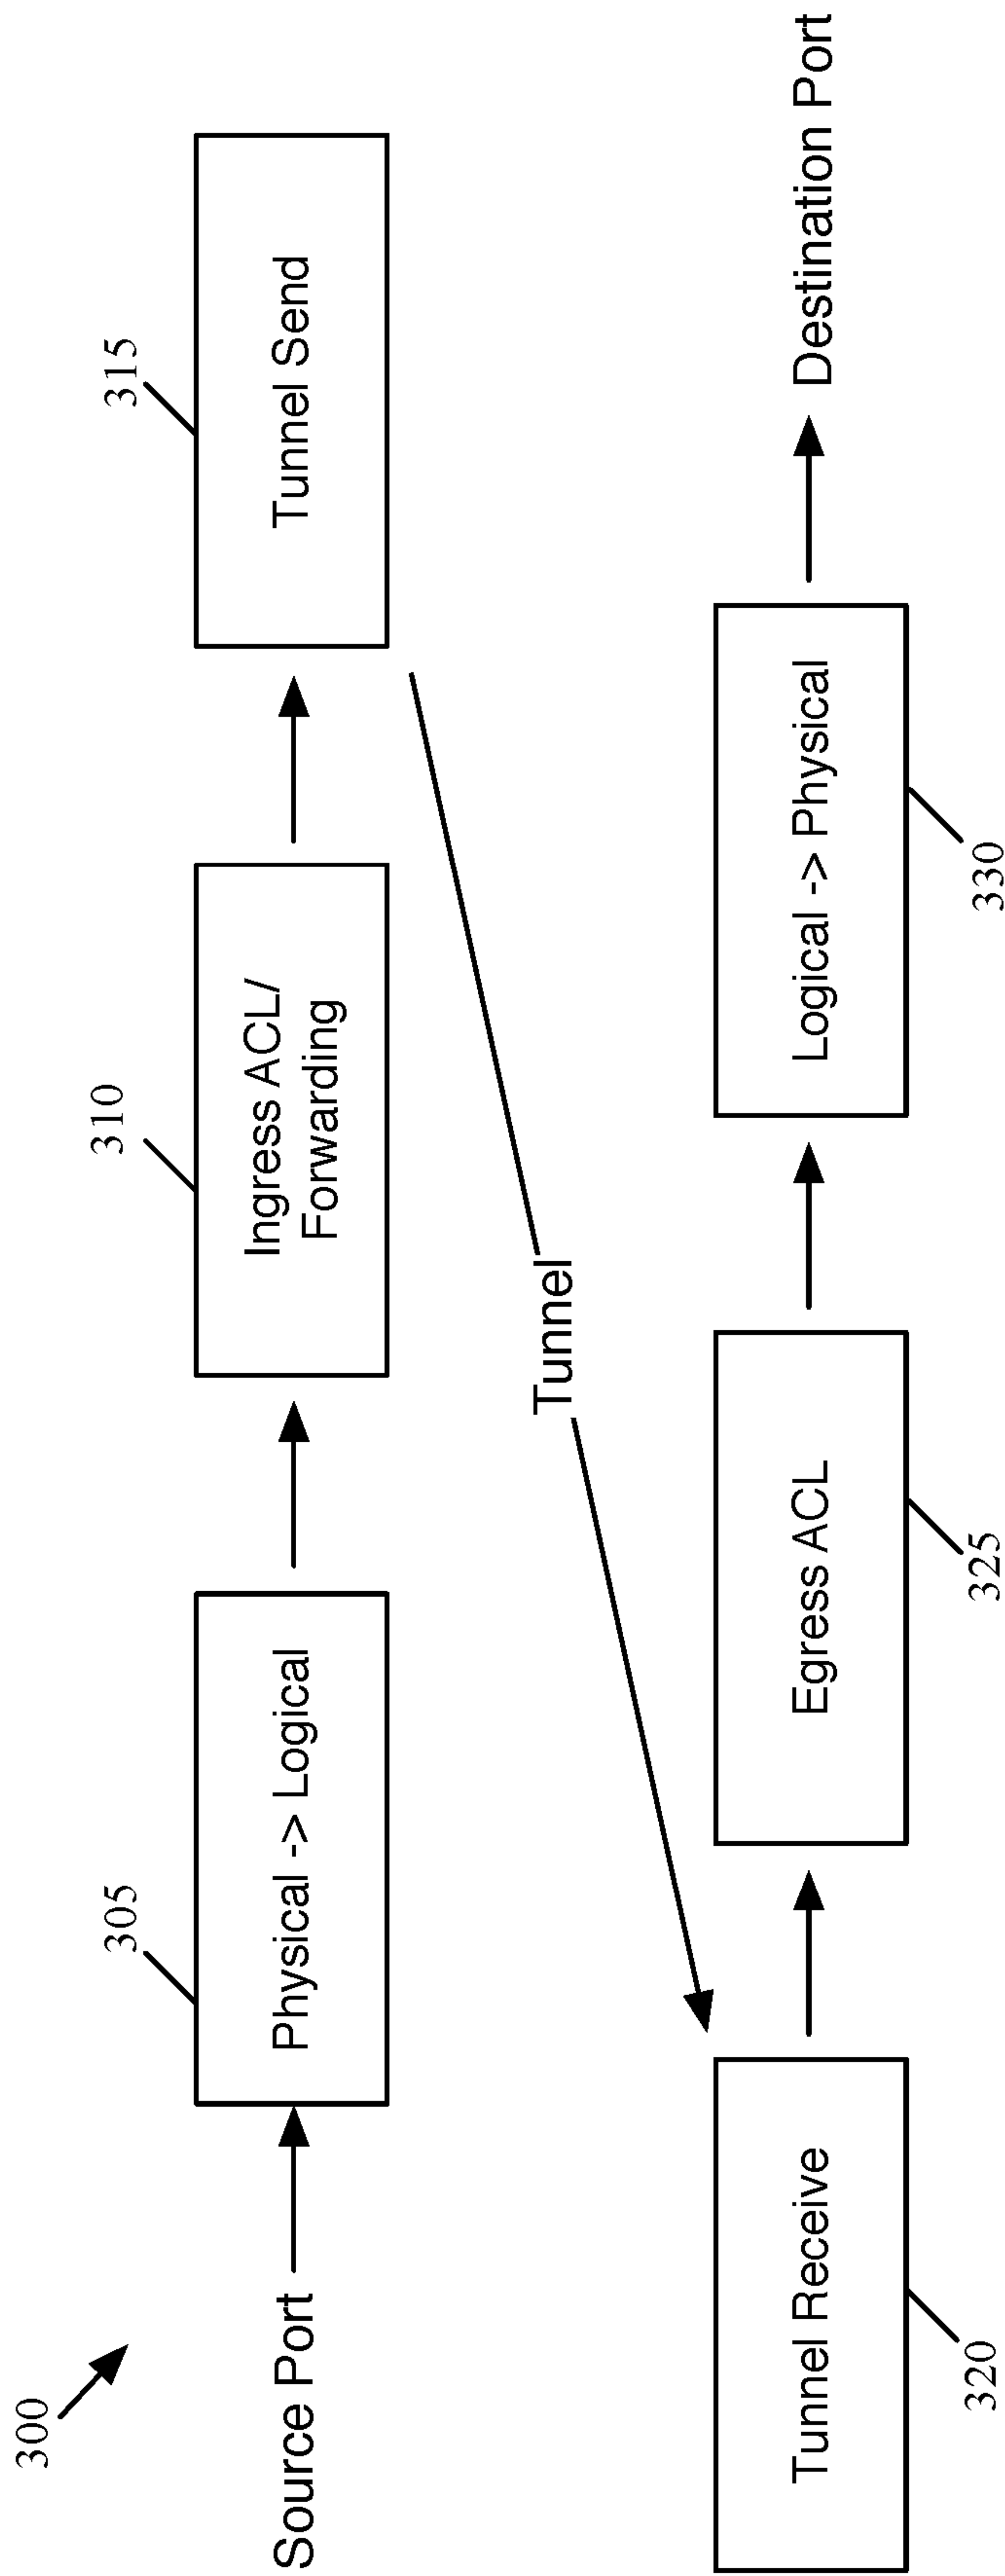 300
305
310
315
Source Port
Physical -> Logical
Ingress ACL/
Forwarding
Tunnel Send
Tunnel
Tunnel Receive
Egress ACL
Logical -> Physical
Destination Port
320
325
330